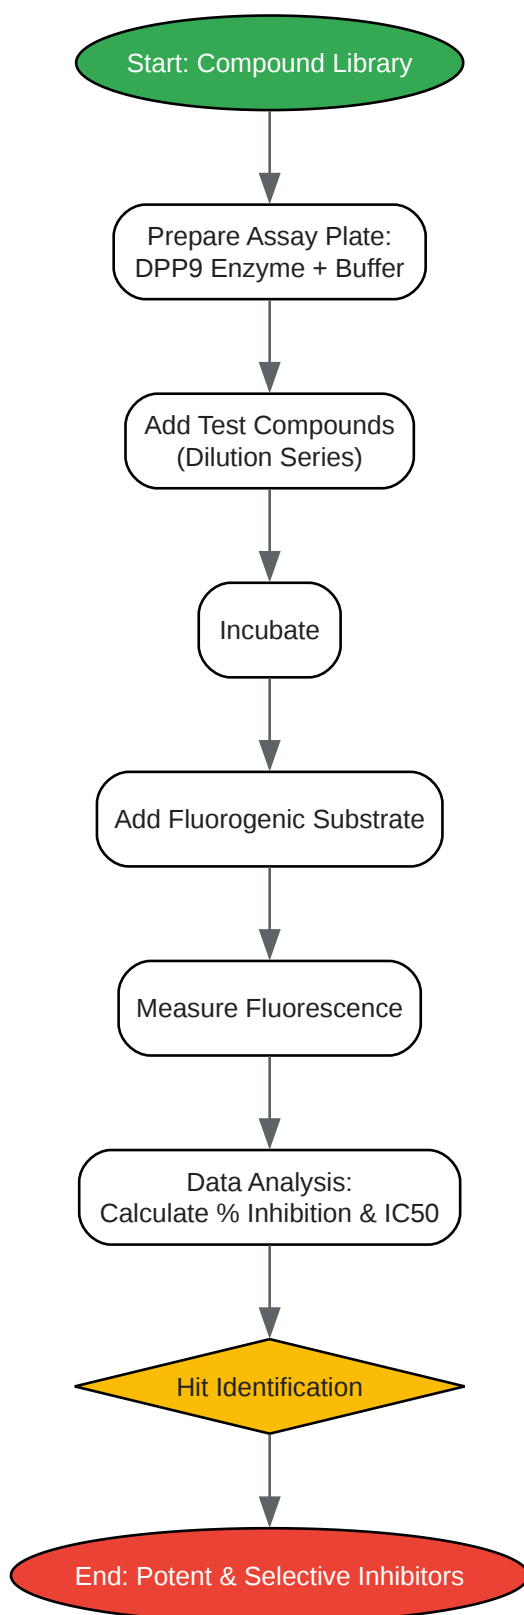 Start: Compound Library
Prepare Assay Plate:
DPP9 Enzyme + Buffer
Add Test Compounds
(Dilution Series)
Incubate
Add Fluorogenic Substrate
Measure Fluorescence
Data Analysis:
Calculate % Inhibition & IC50
Hit Identification
End: Potent & Selective Inhibitors